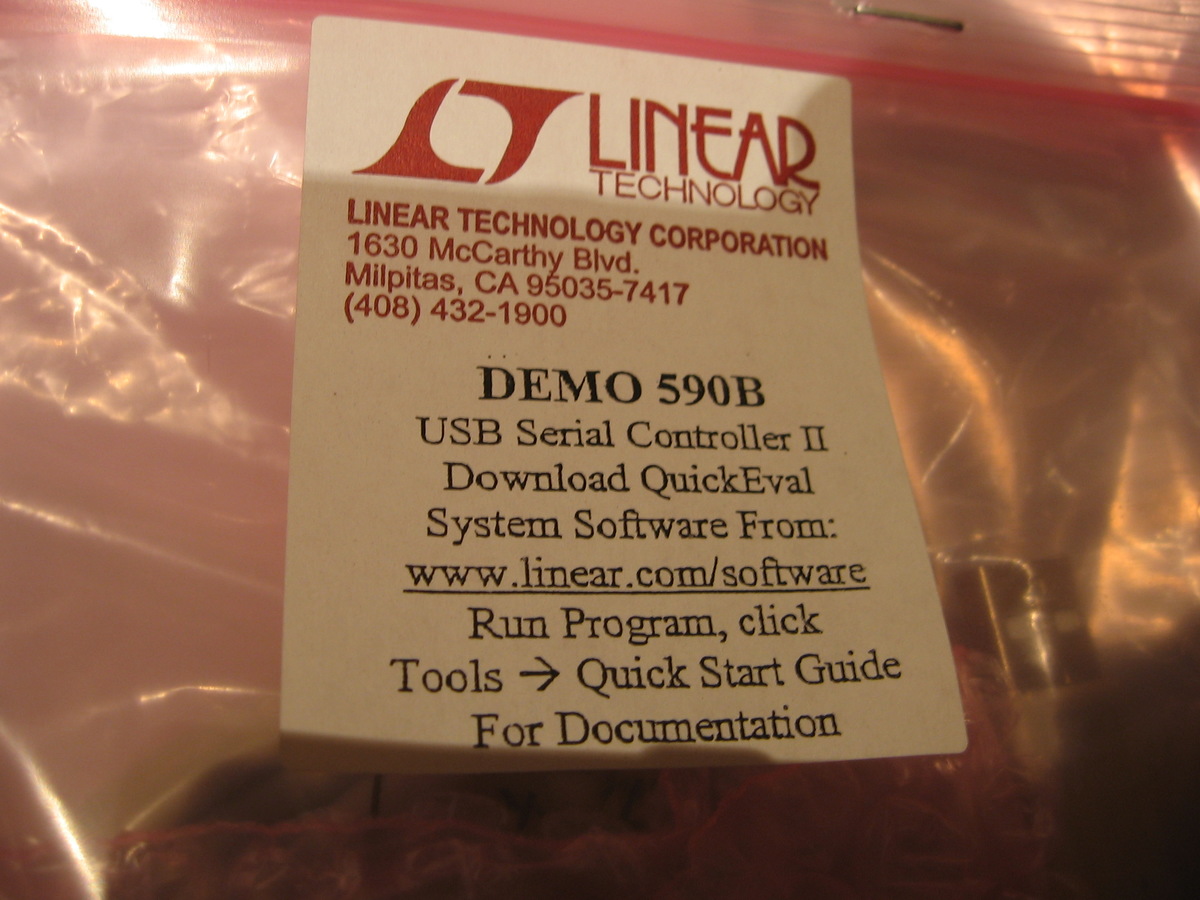 LINEAR
TECHNOLOGY
LINEAR TECHNOLOGY CORPORATION
1630 McCarthy Blvd.
Milpitas, CA 95035-7417
(408) 432-1900
DEMO 590B
USB Serial Controller II
Download QuickEval
System Software From:
www.linear.com/software
Run Program, click
Tools → Quick Start Guide
For Documentation